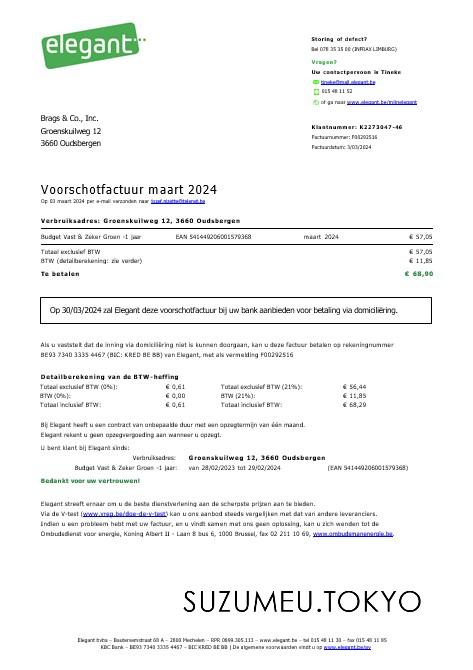 elegant
Storing of defect?
Bel 078 35 35 00 (INFRAX LIMBURG)
Vragen?
Uw contactpersoon is Tineke
tineke@mail.elegant.be
015 48 11 52
of ga naar www.elegant.be/mijnelegant
Brags & Co., Inc.
Groenskuilweg 12
3660 Oudsbergen
Klantnummer: K2273047-46
Factuurnummer: F00292516
Factuurdatum: 3/03/2024
Voorschotfactuur maart 2024
Op 03 maart 2024 per e-mail verzonden naar
Verbruiksadres: Groenskuilweg 12, 3660 Oudsbergen
Budget Vast & Zeker Groen -1 jaar EAN 541449206001579368 maart 2024 € 57,05
Totaal exclusief BTW € 57,05
BTW (detailberekening: zie verder) € 11,85
Te betalen € 68,90
Op 30/03/2024 zal Elegant deze voorschotfactuur bij uw bank aanbieden voor betaling via domiciliëring.
Als u vaststelt dat de inning via domiciliëring niet is kunnen doorgaan, kan u deze factuur betalen op rekeningnummer
BE93 7340 3335 4467 (BIC: KRED BE BB) van Elegant, met als vermelding F00292516
Detailberekening van de BTW-heffing
Totaal exclusief BTW (0%): € 0,61 Totaal exclusief BTW (21%): € 56,44
BTW (0%): € 0,00 BTW (21%): € 11,85
Totaal inclusief BTW: € 0,61 Totaal inclusief BTW: € 68,29
Bij Elegant heeft u een contract van onbepaalde duur met een opzegtermijn van één maand.
Elegant rekent u geen opzegvergoeding aan wanneer u opzegt.
U bent klant bij Elegant sinds:
Verbruiksadres: Groenskuilweg 12, 3660 Oudsbergen
Budget Vast & Zeker Groen -1 jaar: van 28/02/2023 tot 29/02/2024 (EAN 541449206001579368)
Bedankt voor uw vertrouwen!
Elegant streeft ernaar om u de beste dienstverlening aan de scherpste prijzen aan te bieden.
Via de V-test (www.vreg.be/doe-de-v-test) kan u ons aanbod steeds vergelijken met dat van andere leveranciers.
Indien u een probleem hebt met uw factuur, en u vindt samen met ons geen oplossing, kan u zich wenden tot de
Ombudsdienst voor energie, Koning Albert II - Laan 8 bus 6, 1000 Brussel, fax 02 211 10 69, www.ombudsmanenergie.be.
SUZUMEU.TOKYO
Elegant bvba – Bautersemstraat 68 A – 2800 Mechelen – RPR 0899.305.113 – www.elegant.be – tel 015 48 11 30 – fax 015 48 11 95
KBC Bank – BE93 7340 3335 4467 – BIC KRED BE BB | De algemene voorwaarden vindt u op www.elegant.be/av